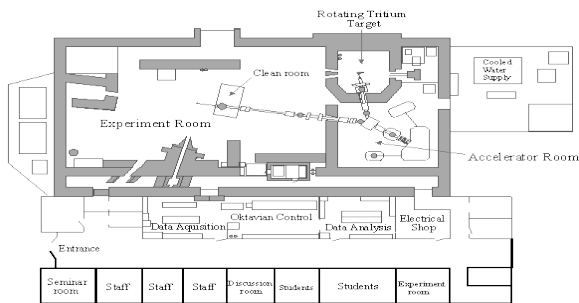 Rotating Tritium
Target
Clean room
Cooled
Water
Supply
Experiment Room
Accelerator Room
Oktavian Control
Data Aquisition
Data Analysis
Electrical
Shop
Entrance
Seminar
room
Staff
Staff
Staff
Discussion
room
Students
Students
Experiment
room